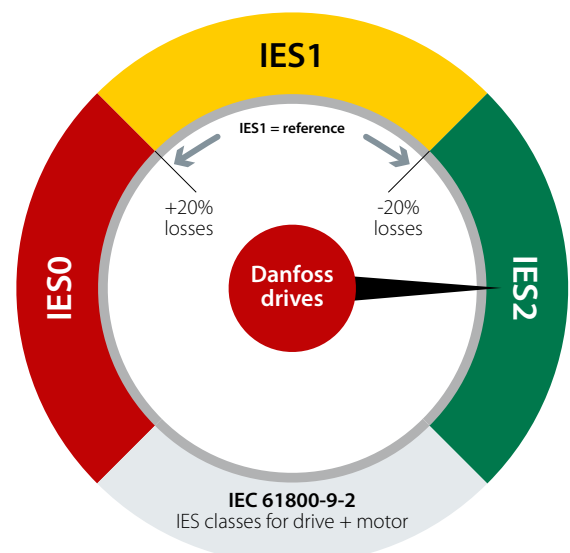 IES1
IES1 = reference
+20%
losses
-20%
losses
IES0
Danfoss
drives
IES2
IEC 61800-9-2
IES classes for drive + motor